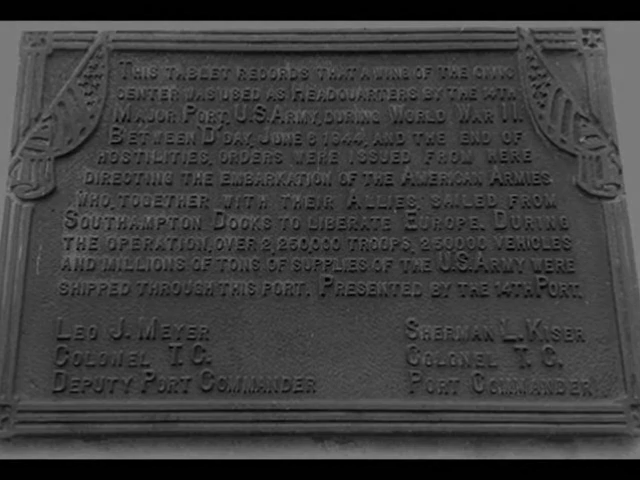 THIS TABLET RECORDS THAT A WING OF THE CIVIC
CENTER WAS USED AS HEADQUARTERS BY THE 14TH
MAJOR PORT, U.S. ARMY, DURING WORLD WAR II.
BETWEEN D'DAY, JUNE 6 1944, AND THE END OF
HOSTILITIES, ORDERS WERE ISSUED FROM HERE
DIRECTING THE EMBARKATION OF THE AMERICAN ARMIES
WHO, TOGETHER WITH THEIR ALLIES, SAILED FROM
SOUTHAMPTON DOCKS TO LIBERATE EUROPE. DURING
THE OPERATION, OVER 2,250,000 TROOPS, 250000 VEHICLES
AND MILLIONS OF TONS OF SUPPLIES OF THE U.S. ARMY WERE
SHIPPED THROUGH THIS PORT. PRESENTED BY THE 14TH PORT.
LEO J. MEYER SHERMAN L. KISER
COLONEL T.C. COLONEL T.C.
DEPUTY PORT COMMANDER PORT COMMANDER